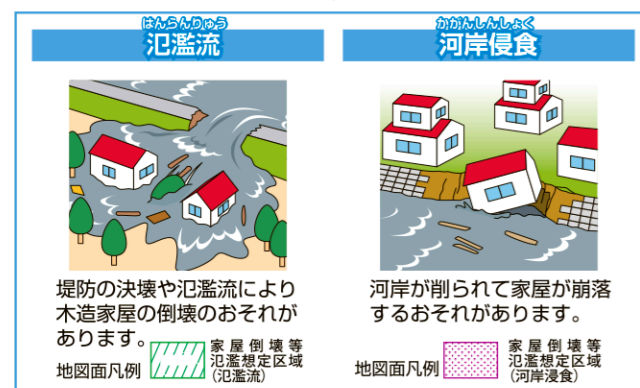 はんらんりゅう
氾濫流
堤防の決壊や氾濫流により
木造家屋の倒壊のおそれが
あります。
地図面凡例
家屋倒壊等
氾濫想定区域
(氾濫流)
かがんしんしょく
河岸侵食
河岸が削られて家屋が崩落
するおそれがあります。
地図面凡例
家屋倒壊等
氾濫想定区域
(河岸浸食)